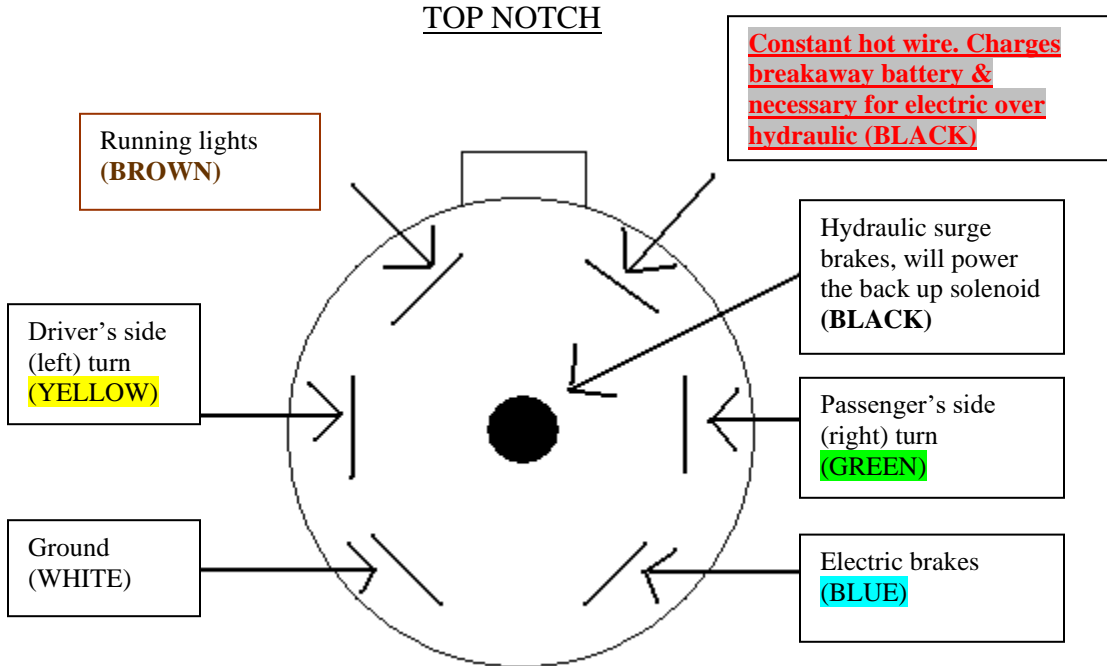 TOP NOTCH
Constant hot wire. Charges
breakaway battery &
necessary for electric over
hydraulic (BLACK)
Running lights
(BROWN)
Hydraulic surge
brakes, will power
the back up solenoid
(BLACK)
Driver’s side
(left) turn
(YELLOW)
Passenger’s side
(right) turn
(GREEN)
Ground
(WHITE)
Electric brakes
(BLUE)